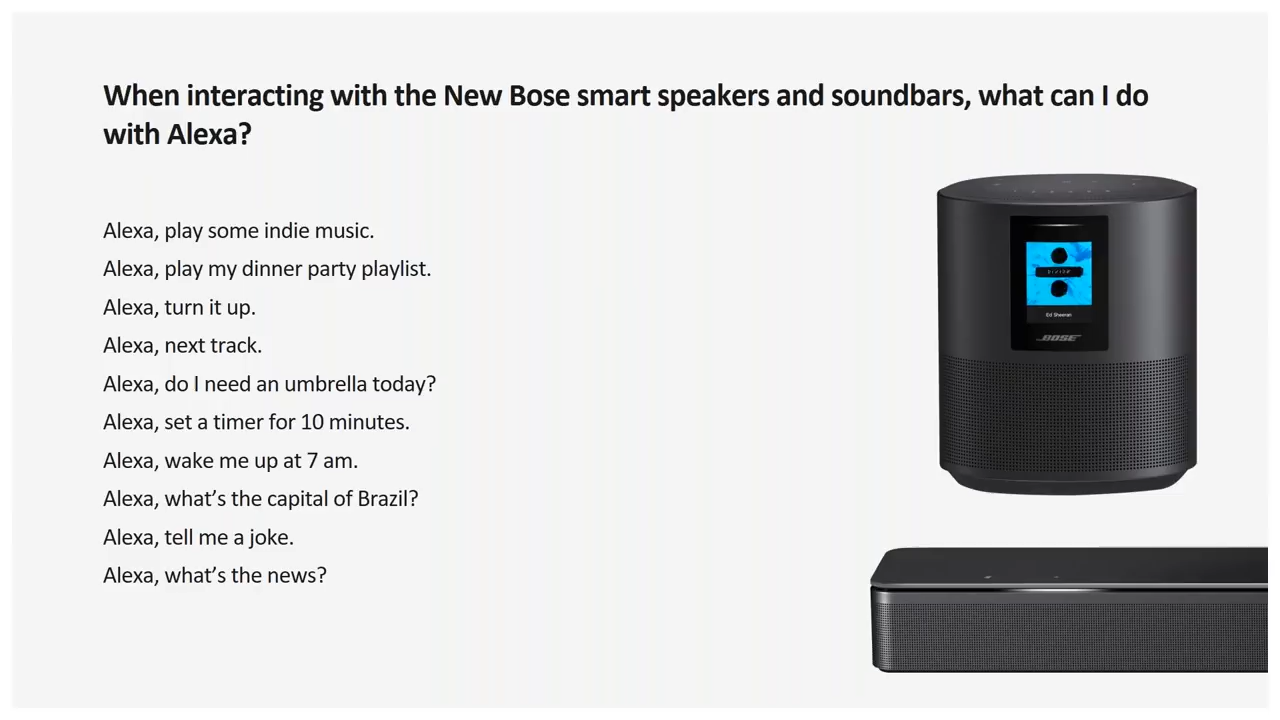 When interacting with the New Bose smart speakers and soundbars, what can I do
with Alexa?
Alexa, play some indie music.
Alexa, play my dinner party playlist.
Alexa, turn it up.
Alexa, next track.
Alexa, do I need an umbrella today?
Alexa, set a timer for 10 minutes.
Alexa, wake me up at 7 am.
Alexa, what’s the capital of Brazil?
Alexa, tell me a joke.
Alexa, what’s the news?
Ed Sheeran
BOSE